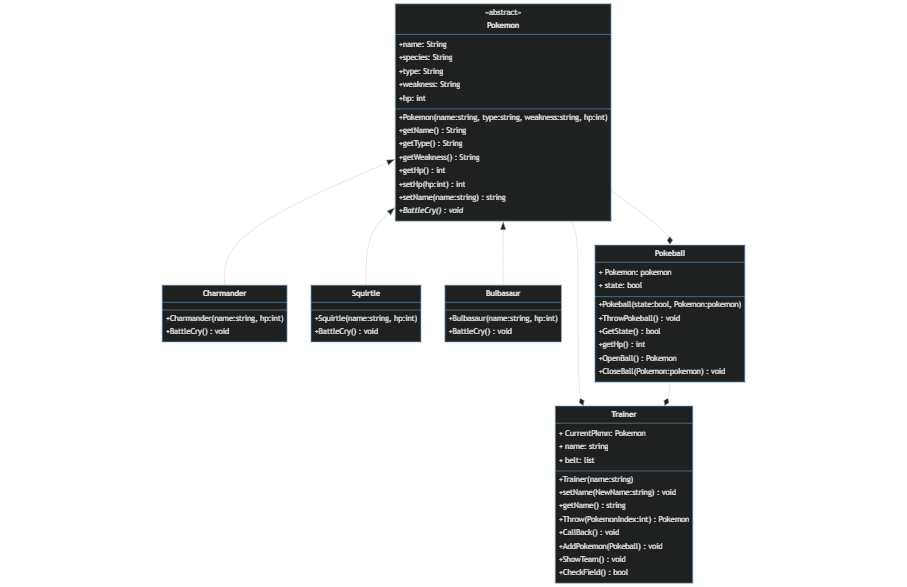 «abstract»
Pokemon
+name: String
+species: String
+type: String
+weakness: String
+hp: int
+Pokemon(name:string, type:string, weakness:string, hp:int)
+getName() : String
+getType() : String
+getWeakness() : String
+getHp() : int
+setHp(hp:int) : int
+setName(name:string) : string
+BattleCry() : void
Charmander
+Charmander(name:string, hp:int)
+BattleCry() : void
Squirtle
+Squirtle(name:string, hp:int)
+BattleCry() : void
Bulbasaur
+Bulbasaur(name:string, hp:int)
+BattleCry() : void
Pokeball
+ Pokemon: pokemon
+ state: bool
+Pokeball(state:bool, Pokemon:pokemon)
+ThrowPokeball() : void
+GetState() : bool
+getHp() : int
+OpenBall() : Pokemon
+CloseBall(Pokemon:pokemon) : void
Trainer
+ CurrentPkmn: Pokemon
+ name: string
+ belt: list
+Trainer(name:string)
+setName(NewName:string) : void
+getName() : string
+Throw(PokemonIndex:int) : Pokemon
+CallBack() : void
+AddPokemon(Pokeball) : void
+ShowTeam() : void
+CheckField() : bool